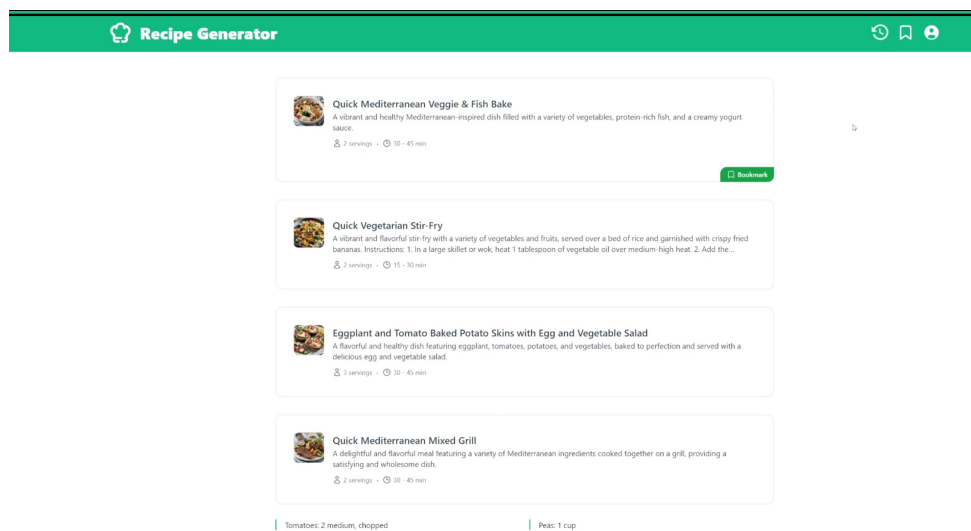 Recipe Generator
Quick Mediterranean Veggie & Fish Bake
A vibrant and healthy Mediterranean-inspired dish filled with a variety of vegetables, protein-rich fish, and a creamy yogurt
sauce.
2 servings • 30 - 45 min
Bookmark
Quick Vegetarian Stir-Fry
A vibrant and flavorful stir-fry with a variety of vegetables and fruits, served over a bed of rice and garnished with crispy fried
bananas. Instructions: 1. In a large skillet or wok, heat 1 tablespoon of vegetable oil over medium-high heat. 2. Add the...
2 servings • 15 - 30 min
Eggplant and Tomato Baked Potato Skins with Egg and Vegetable Salad
A flavorful and healthy dish featuring eggplant, tomatoes, potatoes, and vegetables, baked to perfection and served with a
delicious egg and vegetable salad.
3 servings • 30 - 45 min
Quick Mediterranean Mixed Grill
A delightful and flavorful meal featuring a variety of Mediterranean ingredients cooked together on a grill, providing a
satisfying and wholesome dish.
2 servings • 30 - 45 min
Tomatoes: 2 medium, chopped
Peas: 1 cup